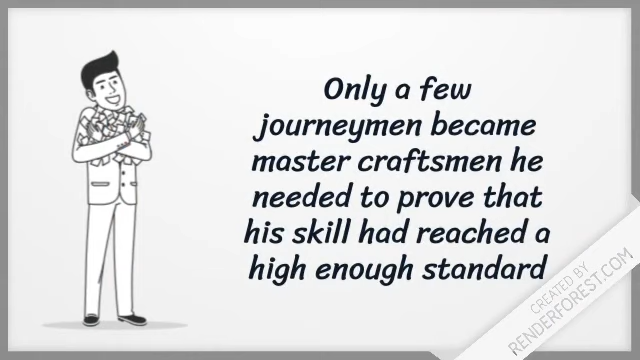 Only a few
journeymen became
master craftsmen he
needed to prove that
his skill had reached a
high enough standard
CREATED BY
RENDERFOREST.COM